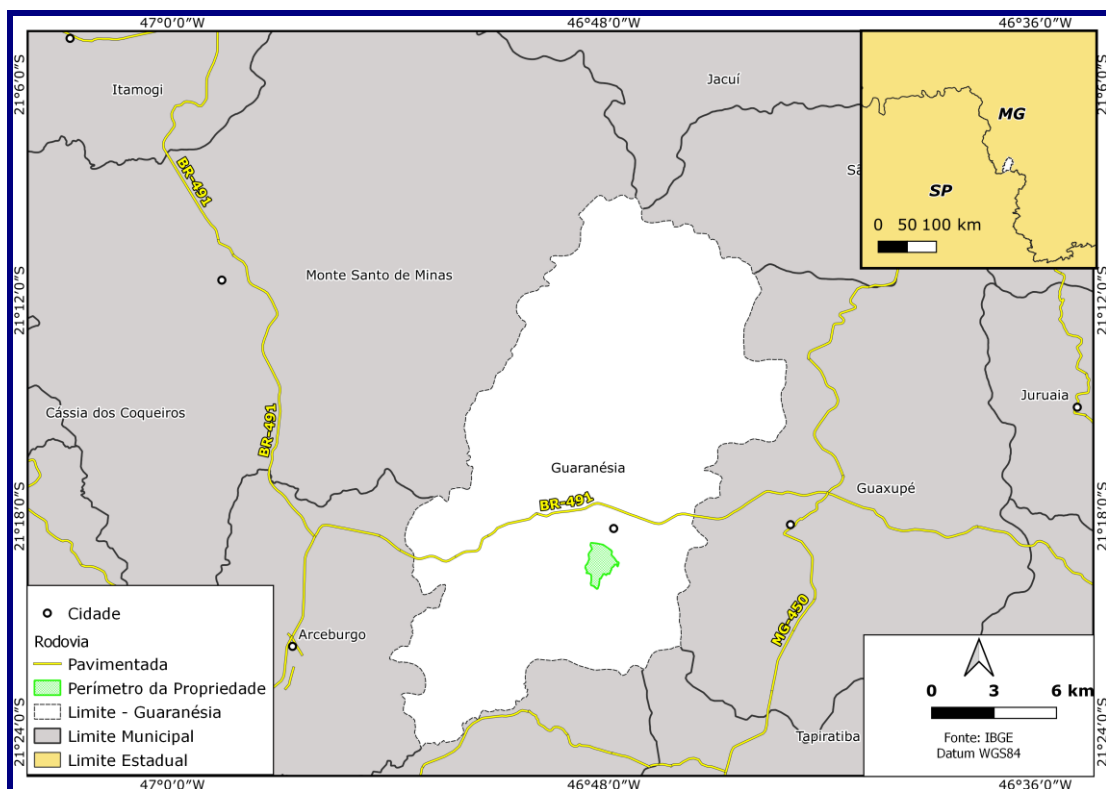 47°0′0″W
46°48′0″W
46°36′0″W
21°6′0″S
21°6′0″S
Itamogi
Jacuí
MG
SP
0 50 100 km
BR-491
Monte Santo de Minas
21°12′0″S
21°12′0″S
Cássia dos Coqueiros
BR-491
Juruaia
Guaranésia
BR-491
Guaxupé
21°18′0″S
21°18′0″S
MG-450
Arceburgo
Cidade
Rodovia
Pavimentada
Perímetro da Propriedade
Limite - Guaranésia
Limite Municipal
Limite Estadual
0 3 6 km
Fonte: IBGE
Datum WGS84
Tapiratiba
21°24′0″S
21°24′0″S
47°0′0″W
46°48′0″W
46°36′0″W